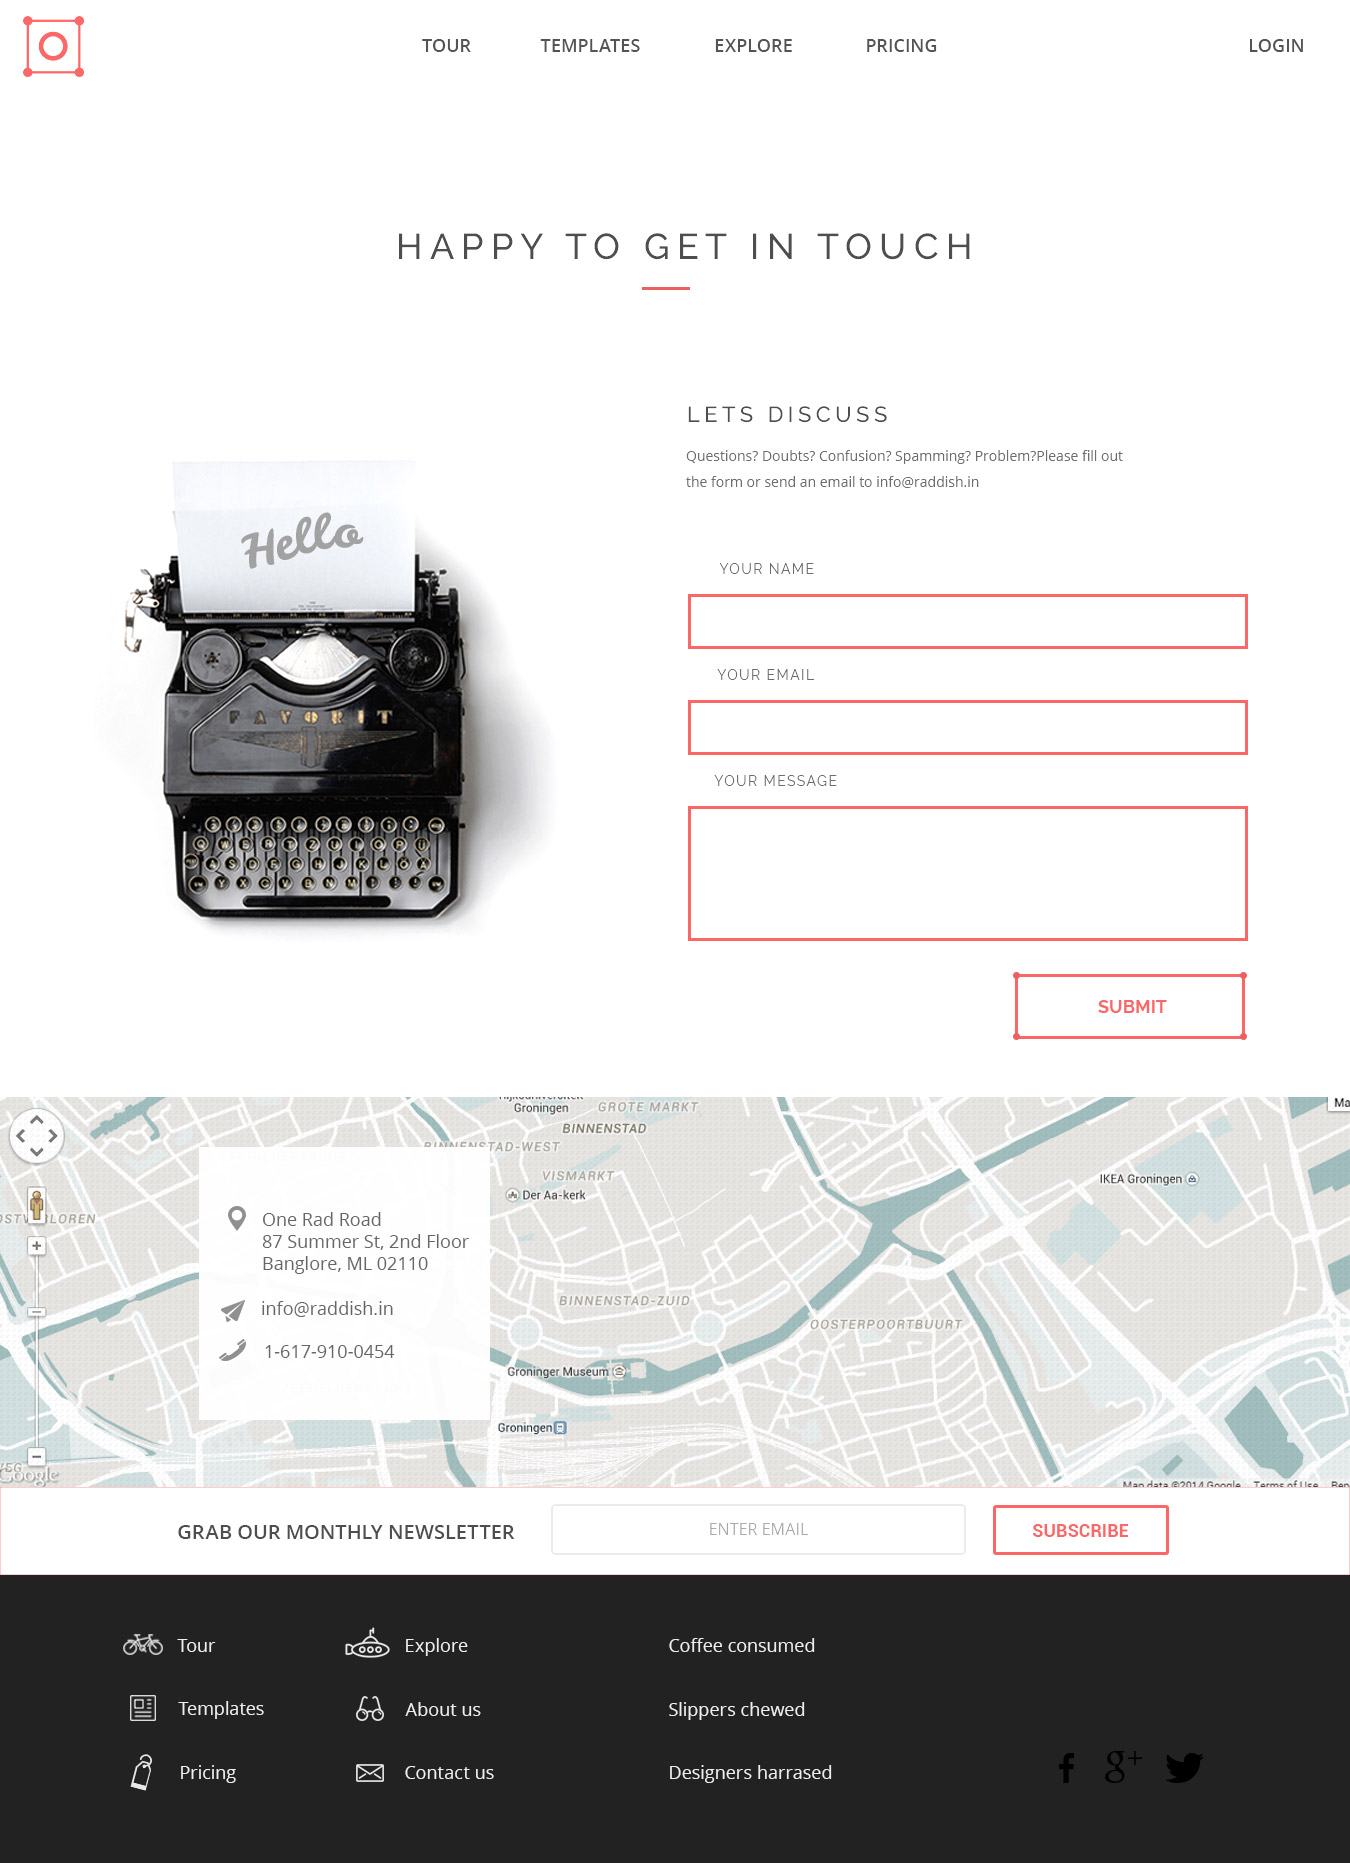 TOUR TEMPLATES EXPLORE PRICING LOGIN
HAPPY TO GET IN TOUCH
LETS DISCUSS
Questions? Doubts? Confusion? Spamming? Problem?Please fill out
the form or send an email to info@raddish.in
Hello
FAVORIT
YOUR NAME
YOUR EMAIL
YOUR MESSAGE
SUBMIT
Groningen
GROTE MARKT
Ma
BINNENSTAD
BINNENSTAD-WEST
VISMARKT
IKEA Groningen
Der Aa-kerk
One Rad Road
87 Summer St, 2nd Floor
Banglore, ML 02110
info@raddish.in
1-617-910-0454
BINNENSTAD-ZUID
OOSTERPOORTBUURT
Groninger Museum
Groningen
Google
Map data ©2014 Google Terms of Use
GRAB OUR MONTHLY NEWSLETTER ENTER EMAIL SUBSCRIBE
Tour Explore Coffee consumed
Templates About us Slippers chewed
Pricing Contact us Designers harrased
g+